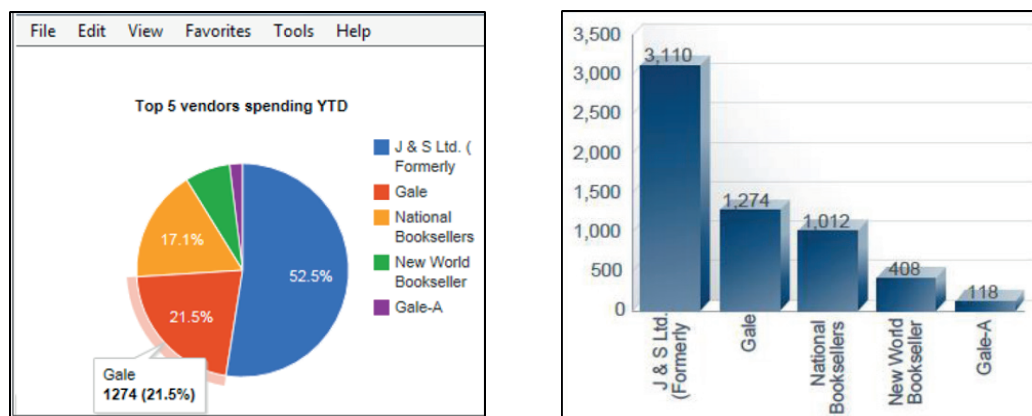 File Edit View Favorites Tools Help
Top 5 vendors spending YTD
J & S Ltd. (
Formerly
Gale
National
Booksellers
New World
Bookseller
Gale-A
17.1%
52.5%
21.5%
Gale
1274 (21.5%)
3,500
3,000
2,500
2,000
1,500
1,000
500
0
3,110
1,274
1,012
408
118
J & S Ltd.
(Formerly
Gale
National
Booksellers
New World
Bookseller
Gale-A